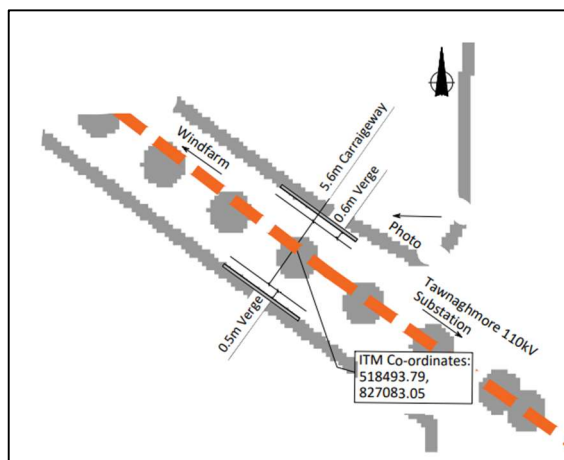 Windfarm
5.6m Carraigeway
0.6m Verge
Photo
0.5m Verge
Tawnaghmore 110kV
Substation
ITM Co-ordinates:
518493.79,
827083.05